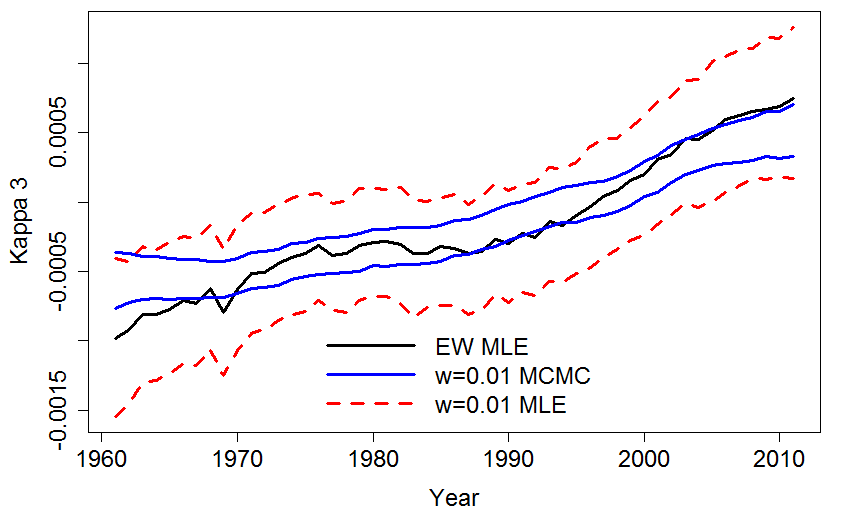 Kappa 3
0.0005
-0.0005
-0.0015
EW MLE
w=0.01 MCMC
w=0.01 MLE
1960 1970 1980 1990 2000 2010
Year